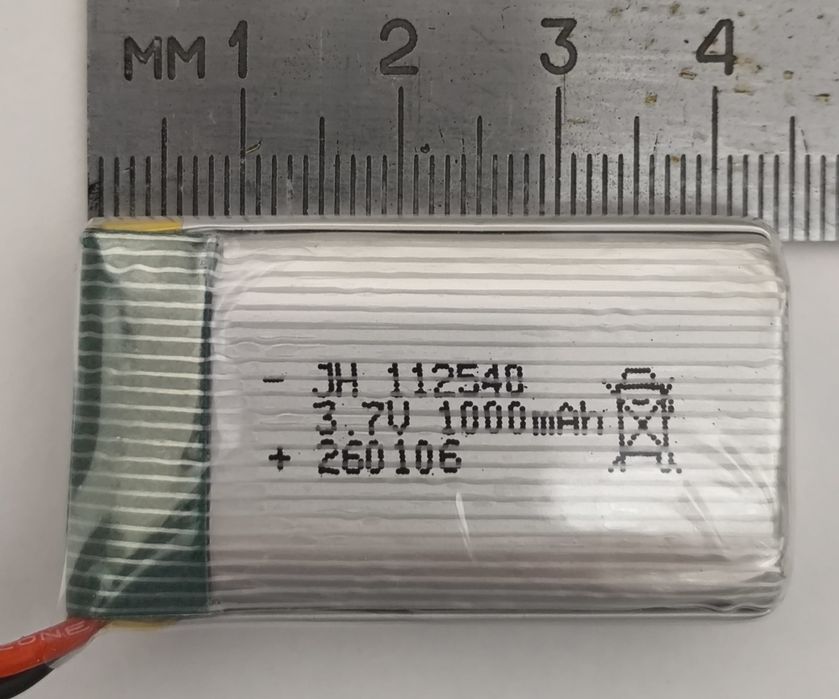 MM 1 2 3 4
- JH 112540
3.7V 1000mAh
+ 260106